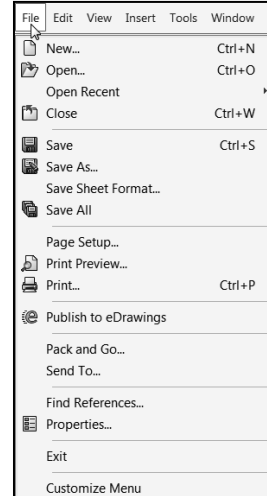 File Edit View Insert Tools Window
New... Ctrl+N
Open... Ctrl+O
Open Recent
Close Ctrl+W
Save Ctrl+S
Save As...
Save Sheet Format...
Save All
Page Setup...
Print Preview...
Print... Ctrl+P
Publish to eDrawings
Pack and Go...
Send To...
Find References...
Properties...
Exit
Customize Menu